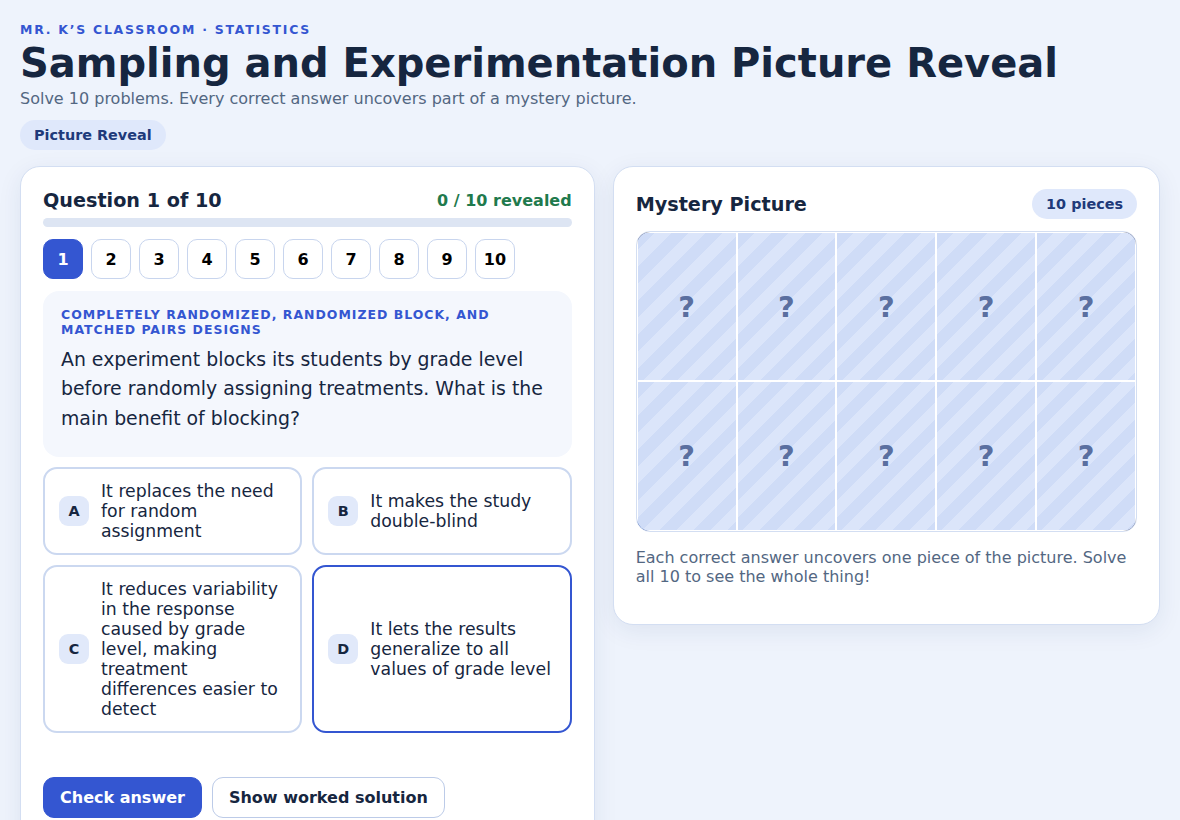 MR. K’S CLASSROOM · STATISTICS
Sampling and Experimentation Picture Reveal
Solve 10 problems. Every correct answer uncovers part of a mystery picture.
Picture Reveal
Question 1 of 10
0 / 10 revealed
1 2 3 4 5 6 7 8 9 10
COMPLETELY RANDOMIZED, RANDOMIZED BLOCK, AND
MATCHED PAIRS DESIGNS
An experiment blocks its students by grade level
before randomly assigning treatments. What is the
main benefit of blocking?
A
It replaces the need
for random
assignment
B
It makes the study
double-blind
C
It reduces variability
in the response
caused by grade
level, making
treatment
differences easier to
detect
D
It lets the results
generalize to all
values of grade level
Check answer
Show worked solution
Mystery Picture
10 pieces
? ? ? ? ?
? ? ? ? ?
Each correct answer uncovers one piece of the picture. Solve
all 10 to see the whole thing!